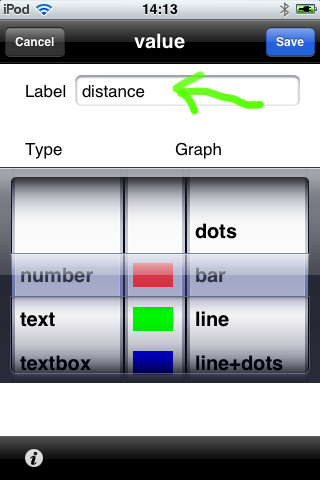 iPod 14:13
Cancel value Save
Label distance
Type Graph
dots
number bar
text line
textbox line+dots
i